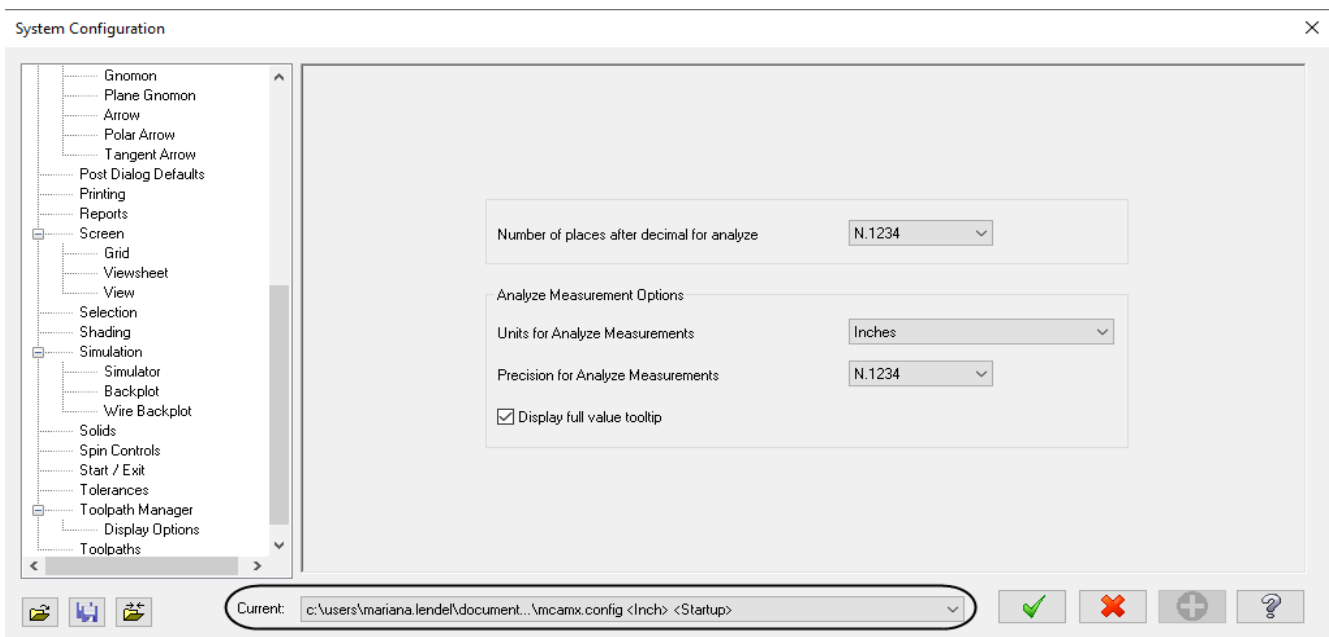 System Configuration
Gnomon
Plane Gnomon
Arrow
Polar Arrow
Tangent Arrow
Post Dialog Defaults
Printing
Reports
Screen
Grid
Viewsheet
View
Selection
Shading
Simulation
Simulator
Backplot
Wire Backplot
Solids
Spin Controls
Start / Exit
Tolerances
Toolpath Manager
Display Options
Toolpaths
Number of places after decimal for analyze N.1234
Analyze Measurement Options
Units for Analyze Measurements Inches
Precision for Analyze Measurements N.1234
Display full value tooltip
Current: c:\users\mariana.lendel\document...\mcamx.config <Inch> <Startup>